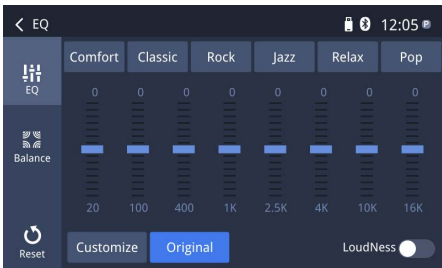 EQ 12:05 P
Comfort Classic Rock Jazz Relax Pop
EQ
0 0 0 0 0 0 0 0
Balance
20 100 400 1K 2.5K 4K 10K 16K
Reset
Customize Original LoudNess